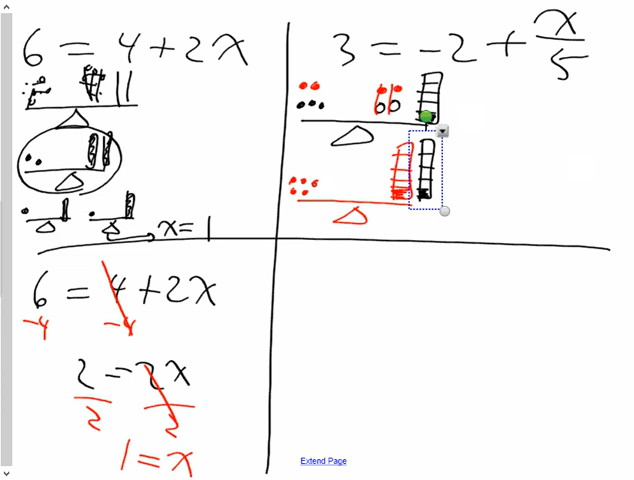 6 = 4 + 2x
x = 1
6 = 4 + 2x
-4 -4
2 = 2x
2 2
1 = x
3 = -2 + x/5
Extend Page